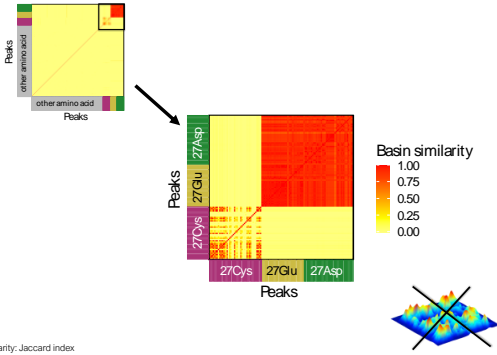 Peaks
other amino acid
other amino acid
Peaks
Peaks
27Asp
27Glu
27Cys
27Cys
27Glu
27Asp
Peaks
Basin similarity
1.00
0.75
0.50
0.25
0.00
arity: Jaccard index